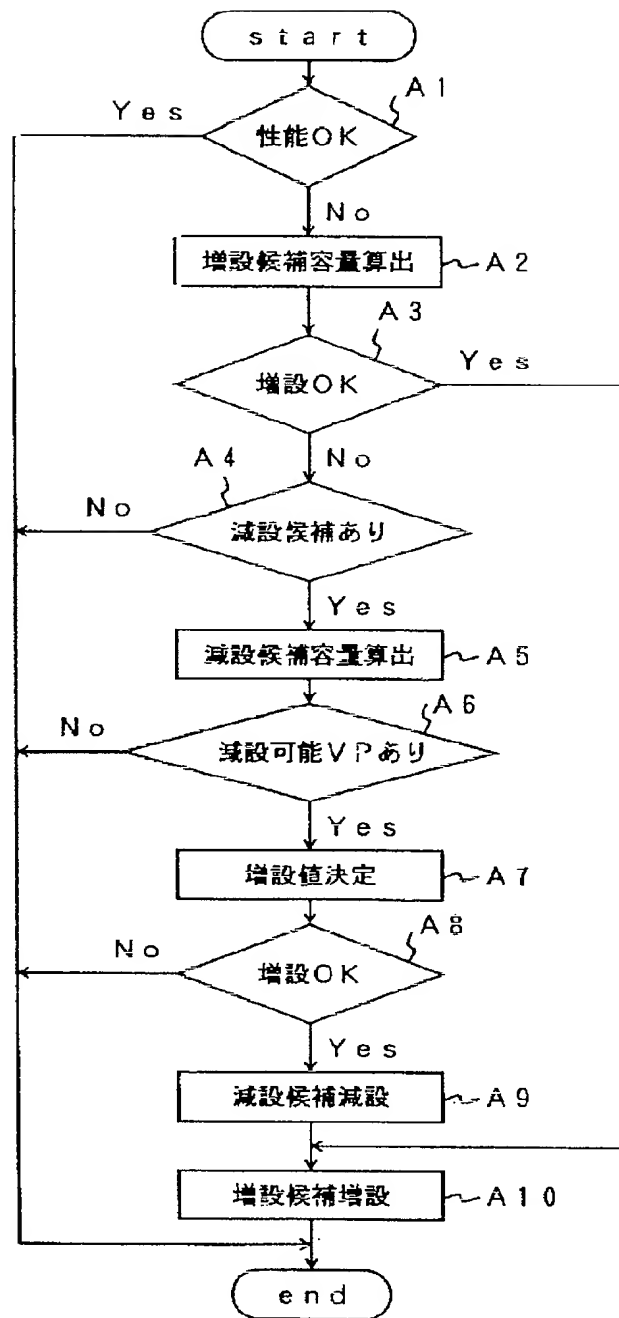 start
A1
Yes
性能OK
No
増設候補容量算出
A2
A3
Yes
増設OK
No
A4
No
減設候補あり
Yes
減設候補容量算出
A5
A6
No
減設可能VPあり
Yes
増設値決定
A7
A8
No
増設OK
Yes
減設候補減設
A9
増設候補増設
A10
end